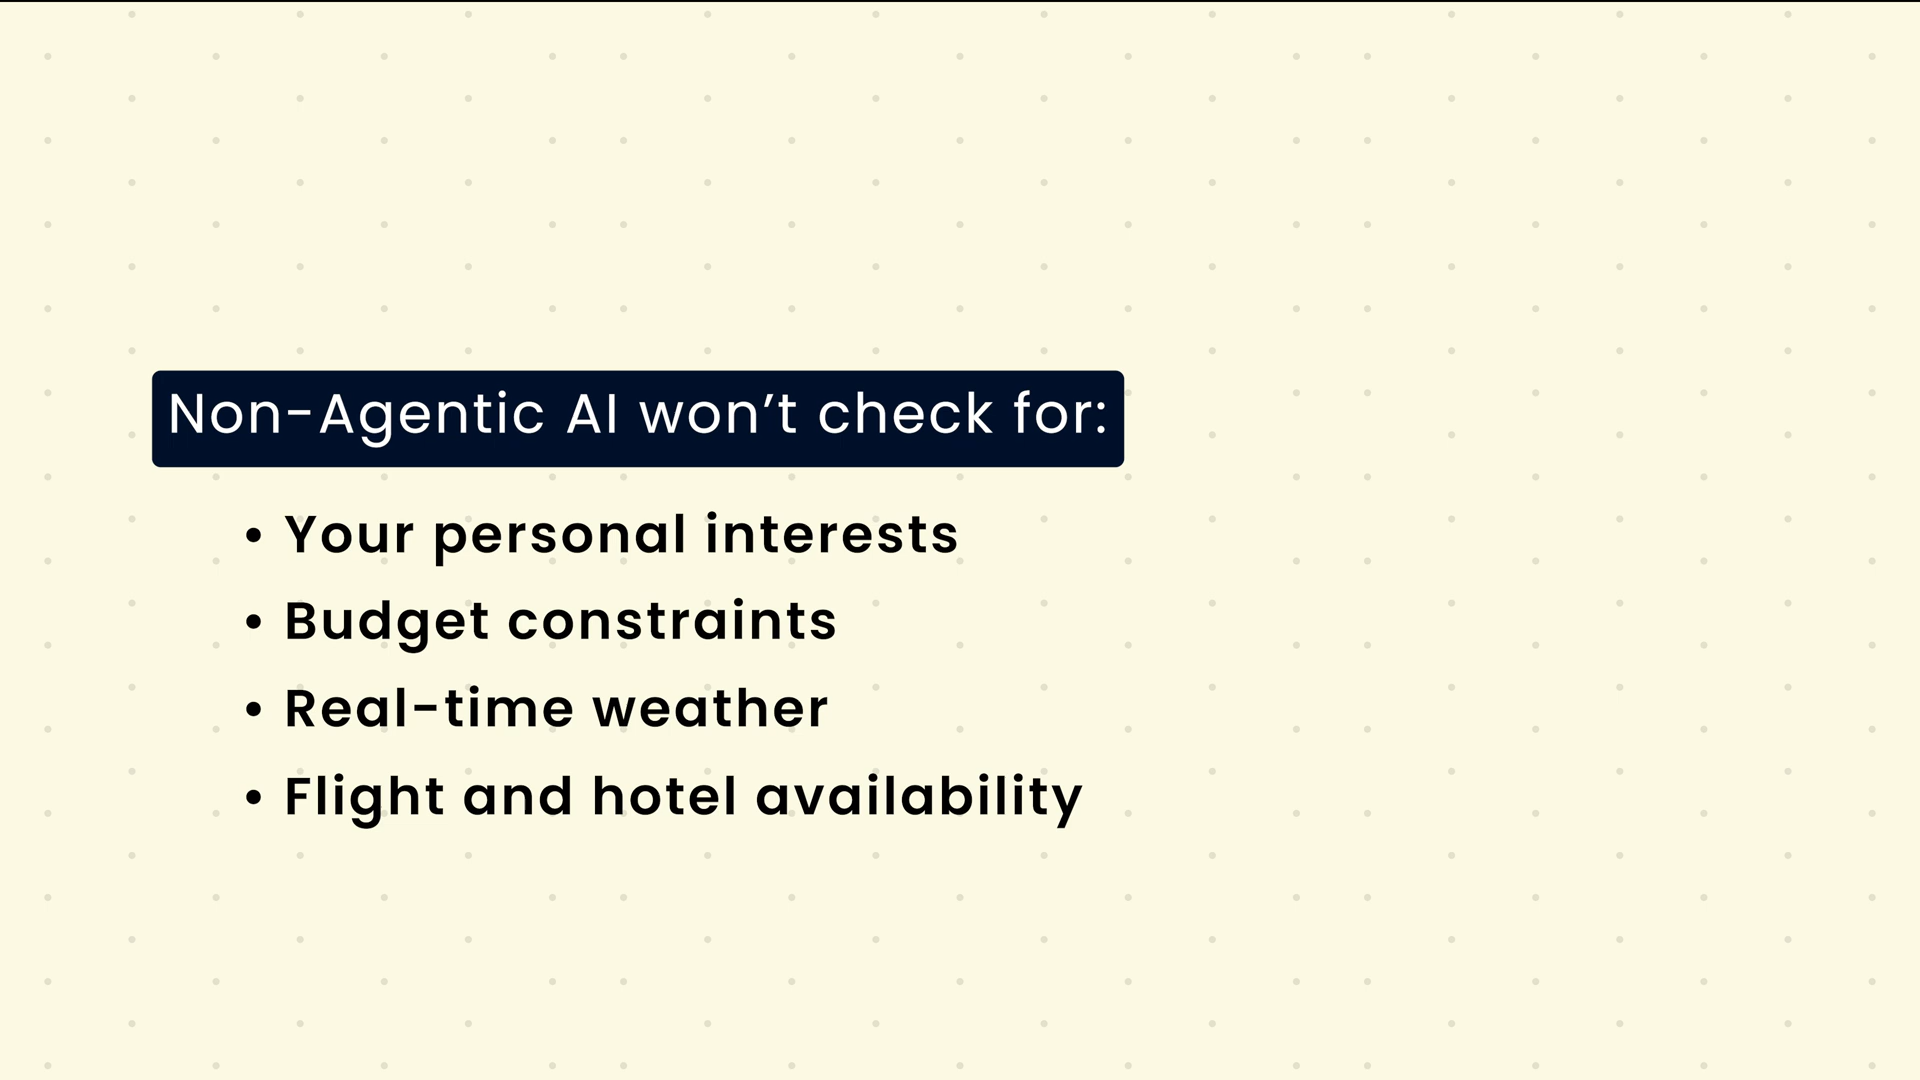 Non-Agentic AI won’t check for:
• Your personal interests
• Budget constraints
• Real-time weather
• Flight and hotel availability